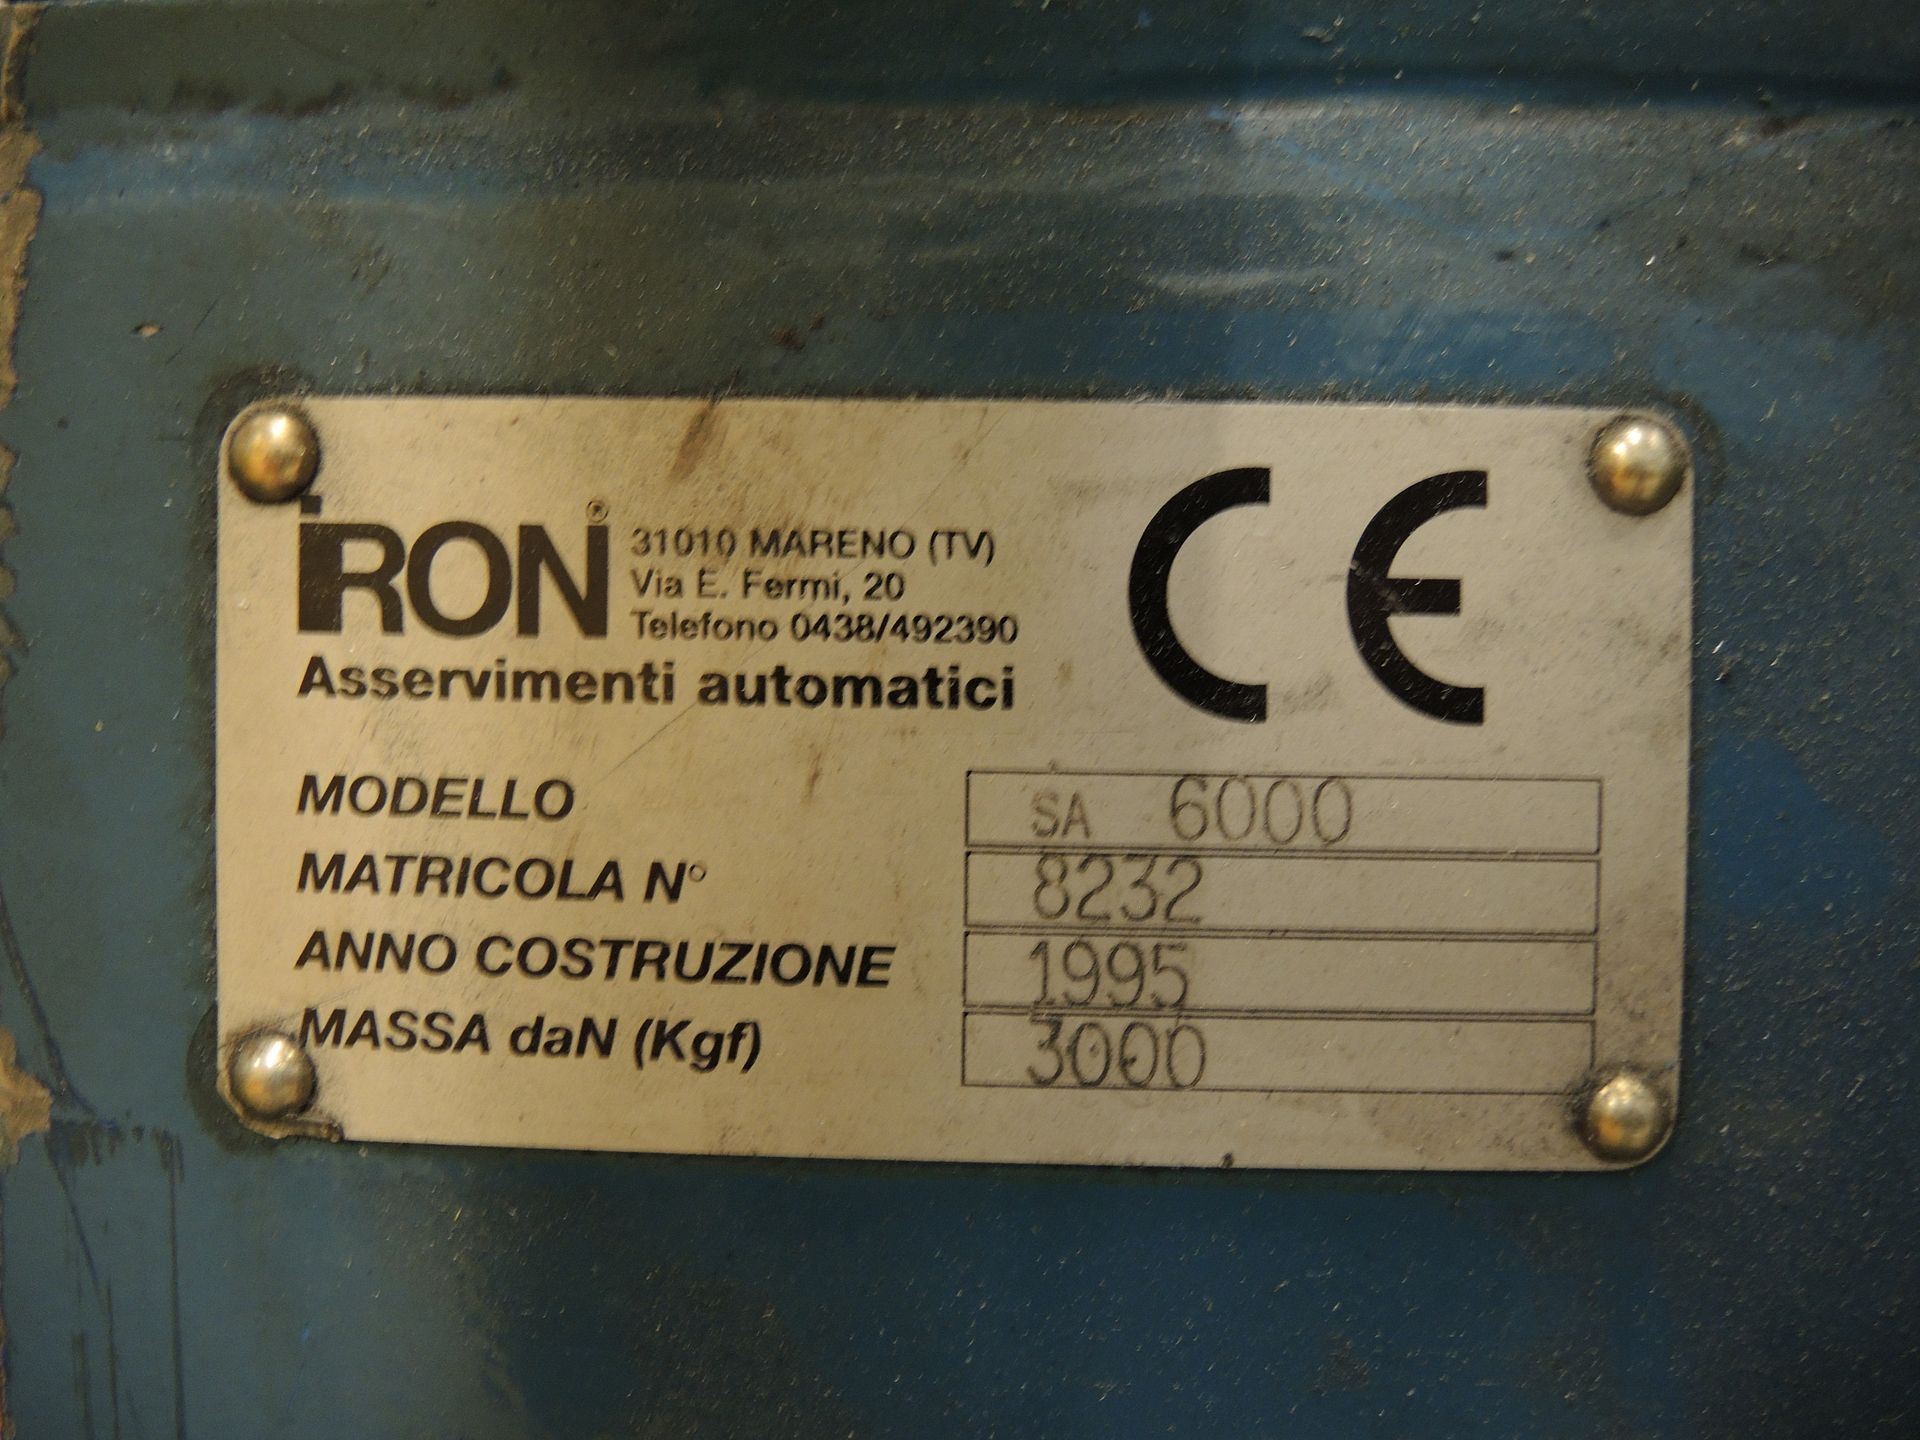 iRON®
31010 MARENO (TV)
Via E. Fermi, 20
Telefono 0438/492390
Asservimenti automatici
CE
MODELLO SA 6000
MATRICOLA N° 8232
ANNO COSTRUZIONE 1995
MASSA daN (Kgf) 3000